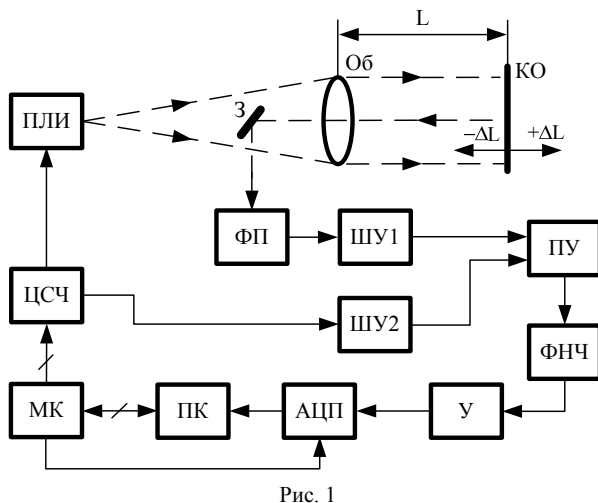 L
Об
КО
ПЛИ
З
−ΔL +ΔL
ФП
ШУ1
ПУ
ЦСЧ
ШУ2
ФНЧ
МК
ПК
АЦП
У
Рис. 1